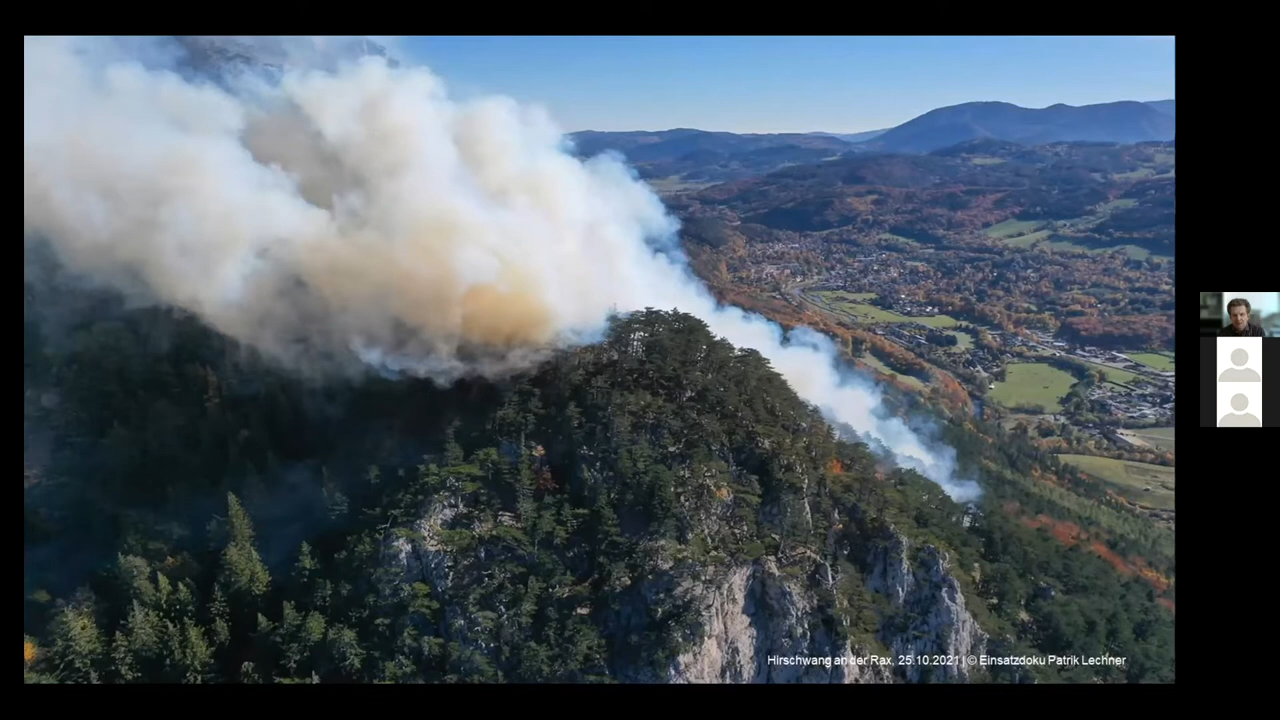 Hirschwang an der Rax, 25.10.2021 | © Einsatzdoku Patrik Lechner